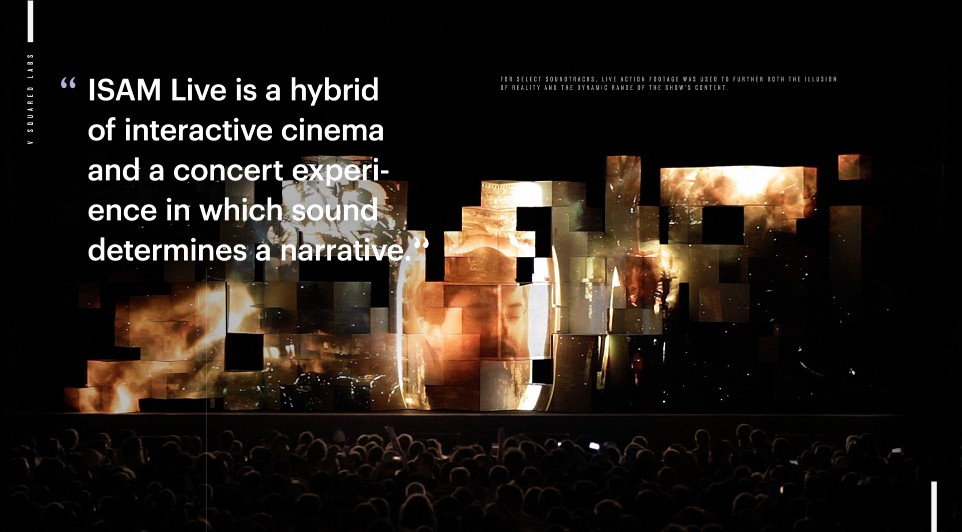 V SQUARED LABS
“ISAM Live is a hybrid
of interactive cinema
and a concert experi-
ence in which sound
determines a narrative.”
FOR SELECT SOUNDTRACKS, LIVE ACTION FOOTAGE WAS USED TO FURTHER BOTH THE ILLUSION
OF REALITY AND THE DYNAMIC RANGE OF THE SHOW'S CONTENT.